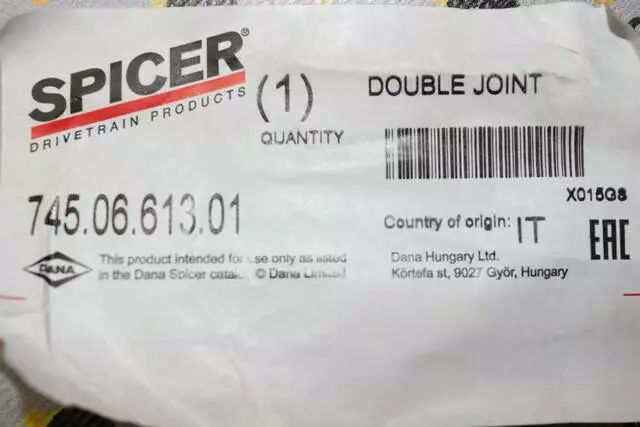 SPICER®
DRIVETRAIN PRODUCTS
(1)
QUANTITY
DOUBLE JOINT
X015G8
745.06.613.01
Country of origin: IT
EAC
DANA
This product intended for use only as listed
in the Dana Spicer catalo © Dana Limited
Dana Hungary Ltd.
Körtefa st, 9027 Györ, Hungary